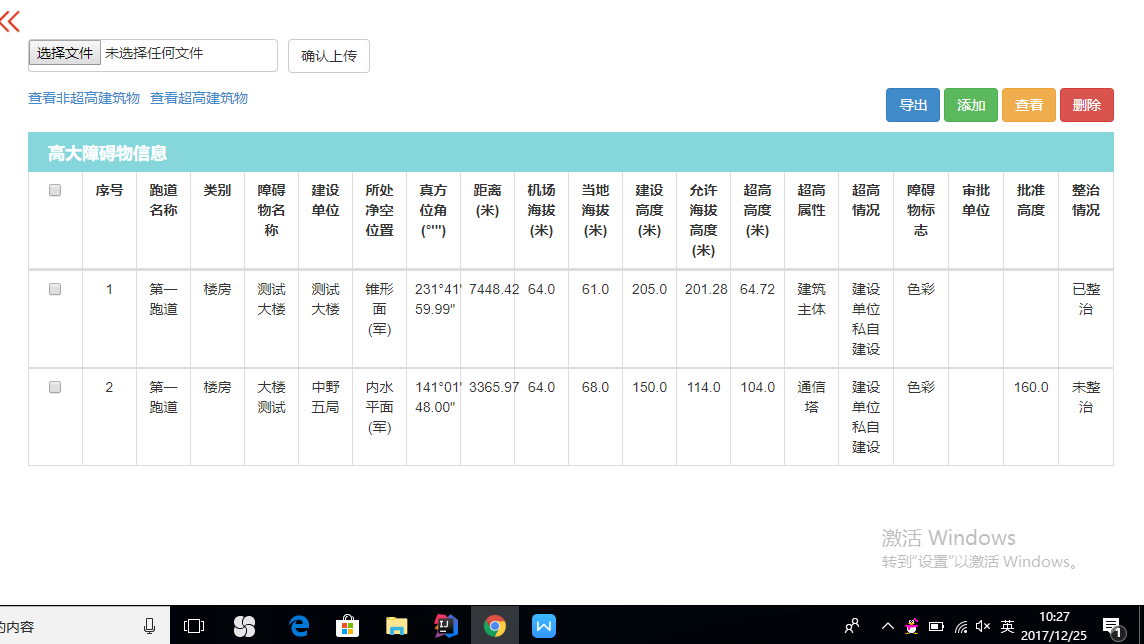 选择文件 未选择任何文件 确认上传
查看非超高建筑物 查看超高建筑物
导出 添加 查看 删除
高大障碍物信息
序号 跑道名称 类别 障碍物名称 建设单位 所处净空位置 真方位角(°'") 距离(米) 机场海拔(米) 当地海拔(米) 建设高度(米) 允许海拔高度(米) 超高高度(米) 超高属性 超高情况 障碍物标志 审批单位 批准高度 整治情况
1 第一跑道 楼房 测试大楼 测试大楼 锥形面(军) 231°41'59.99" 7448.42 64.0 61.0 205.0 201.28 64.72 建筑主体 建设单位私自建设 色彩 已整治
2 第一跑道 楼房 大楼测试 中野五局 内水平面(军) 141°01'48.00" 3365.97 64.0 68.0 150.0 114.0 104.0 通信塔 建设单位私自建设 色彩 160.0 未整治
激活 Windows
转到"设置"以激活 Windows。
内容
英
10:27
2017/12/25
1